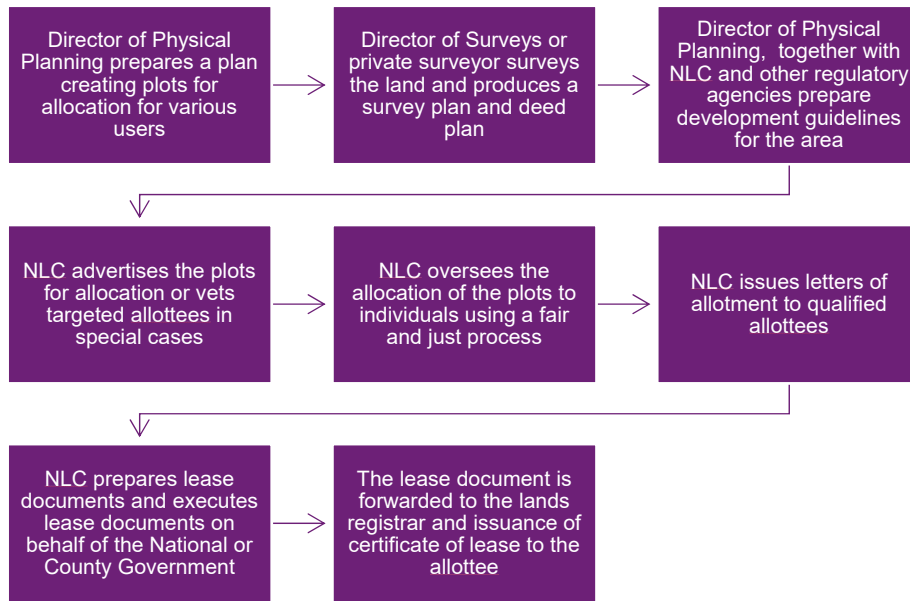 Director of Physical
Planning prepares a plan
creating plots for
allocation for various
users
Director of Surveys or
private surveyor surveys
the land and produces a
survey plan and deed
plan
Director of Physical
Planning,  together with
NLC and other regulatory
agencies prepare
development guidelines
for the area
NLC advertises the plots
for allocation or vets
targeted allottees in
special cases
NLC oversees the
allocation of the plots to
individuals using a fair
and just process
NLC issues letters of
allotment to qualified
allottees
NLC prepares lease
documents and executes
lease documents on
behalf of the National or
County Government
The lease document is
forwarded to the lands
registrar and issuance of
certificate of lease to the
allottee